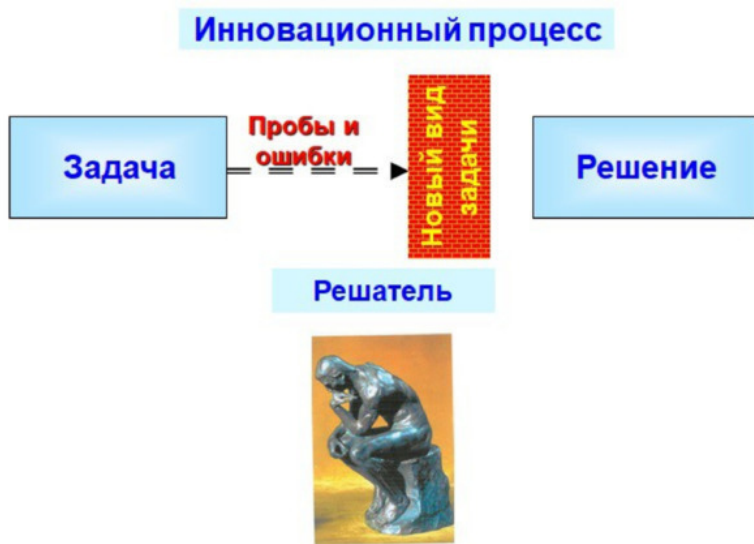 Инновационный процесс
Задача
Пробы и
ошибки
Новый вид
задачи
Решение
Решатель